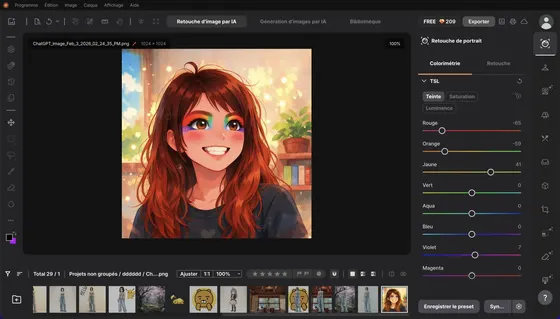 Programme Édition Image Calque Affichage Aide
Retouche d'image par IA Génération d'images par IA Bibliothèque
FREE 209 Exporter
ChatGPT_Image_Feb_3_2026_02_24_35_PM.png 1024 × 1024 100%
Retouche de portrait
Colorimétrie Retouche
TSL
Teinte Saturation
Luminance
Rouge -65
Orange -59
Jaune 41
Vert 0
Aqua 0
Bleu 0
Violet 7
Magenta 0
Total 29 / 1 Projets non groupés / dddddd / Ch....png Ajuster 1:1 100%
Enregistrer le preset Syn...